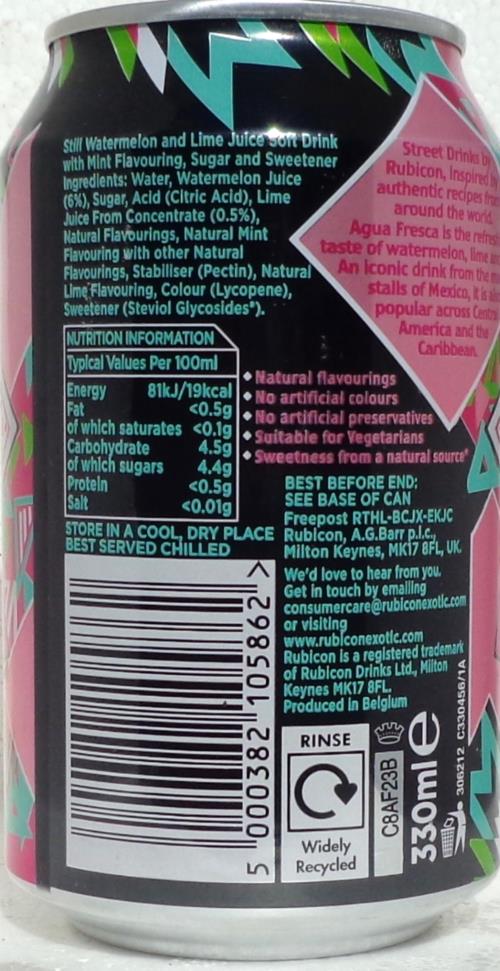 Still Watermelon and Lime Juice Soft Drink
with Mint Flavouring, Sugar and Sweetener
Ingredients: Water, Watermelon Juice
(6%), Sugar, Acid (Citric Acid), Lime
Juice From Concentrate (0.5%),
Natural Flavourings, Natural Mint
Flavouring with other Natural
Flavourings, Stabiliser (Pectin), Natural
Lime Flavouring, Colour (Lycopene),
Sweetener (Steviol Glycosides*).
Street Drinks by
Rubicon, inspired
authentic recipes
around the world.
Agua Fresca is the
taste of watermelon, lime
An iconic drink from the
stalls of Mexico, it is
popular across
America and the
Caribbean.
NUTRITION INFORMATION
Typical Values Per 100ml
Energy 81kJ/19kcal
Fat <0.5g
of which saturates <0.1g
Carbohydrate 4.5g
of which sugars 4.4g
Protein <0.5g
Salt <0.01g
• Natural flavourings
• No artificial colours
• No artificial preservatives
• Suitable for Vegetarians
• Sweetness from a natural source*
STORE IN A COOL, DRY PLACE
BEST SERVED CHILLED
BEST BEFORE END:
SEE BASE OF CAN
Freepost RTHL-BCJX-EKJC
Rubicon, A.G.Barr p.l.c.,
Milton Keynes, MK17 8FL, UK.
We'd love to hear from you.
Get in touch by emailing
consumercare@rubiconexotic.com
or visiting
www.rubiconexotic.com
Rubicon is a registered trademark
of Rubicon Drinks Ltd., Milton
Keynes MK17 8FL.
Produced in Belgium
5 000382 105862 >
RINSE
Widely
Recycled
C8AF23B
330ml e
306212 C330456/1A